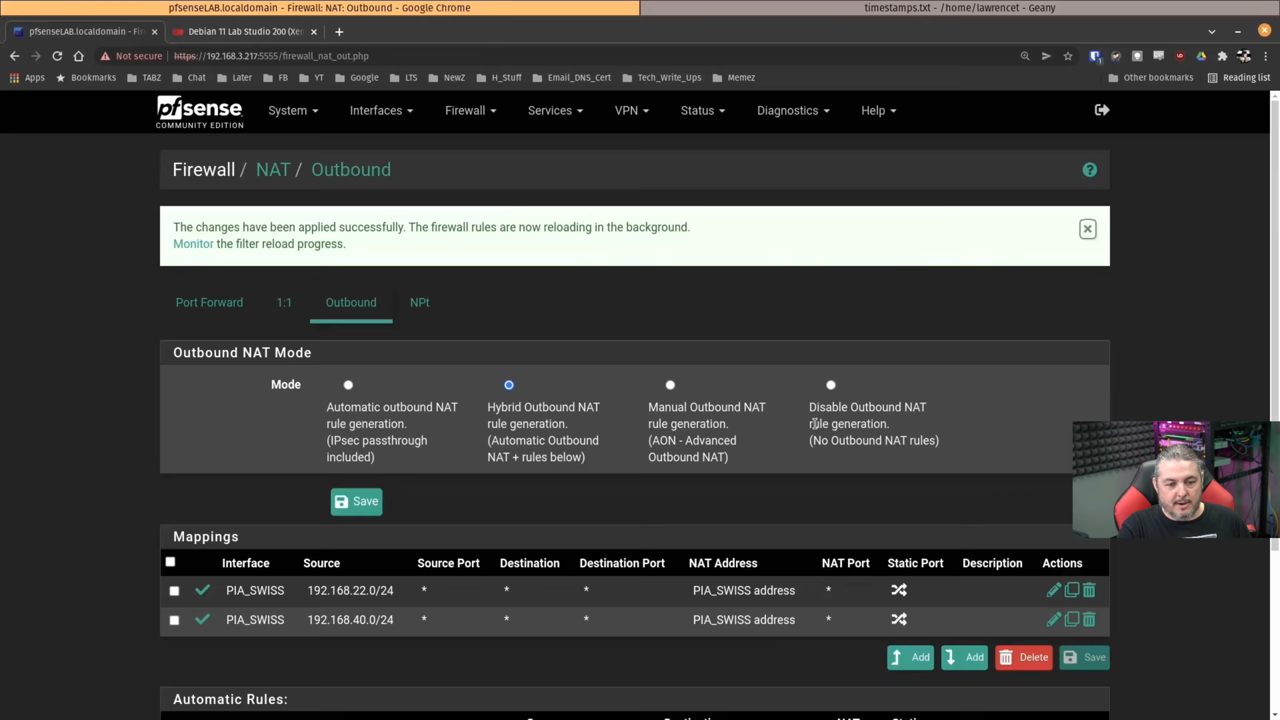 pfsenseLAB.localdomain - Firewall: NAT: Outbound - Google Chrome
timestamps.txt - /home/lawrencet - Geany
pfsenseLAB.localdomain - Fi
Debian 11 Lab Studio 200 (Xen
Not secure
https://192.168.3.217:5555/firewall_nat_out.php
Apps Bookmarks TABZ Chat Later FB YT Google LTS NewZ H_Stuff Email_DNS_Cert Tech_Write_Ups Memez Other bookmarks Reading list
pfsense
COMMUNITY EDITION
System Interfaces Firewall Services VPN Status Diagnostics Help
Firewall / NAT / Outbound
The changes have been applied successfully. The firewall rules are now reloading in the background.
Monitor the filter reload progress.
Port Forward 1:1 Outbound NPt
Outbound NAT Mode
Mode
Automatic outbound NAT
rule generation.
(IPsec passthrough
included)
Hybrid Outbound NAT
rule generation.
(Automatic Outbound
NAT + rules below)
Manual Outbound NAT
rule generation.
(AON - Advanced
Outbound NAT)
Disable Outbound NAT
rule generation.
(No Outbound NAT rules)
Save
Mappings
Interface Source Source Port Destination Destination Port NAT Address NAT Port Static Port Description Actions
PIA_SWISS 192.168.22.0/24 * * * PIA_SWISS address *
PIA_SWISS 192.168.40.0/24 * * * PIA_SWISS address *
Add Add Delete Save
Automatic Rules: